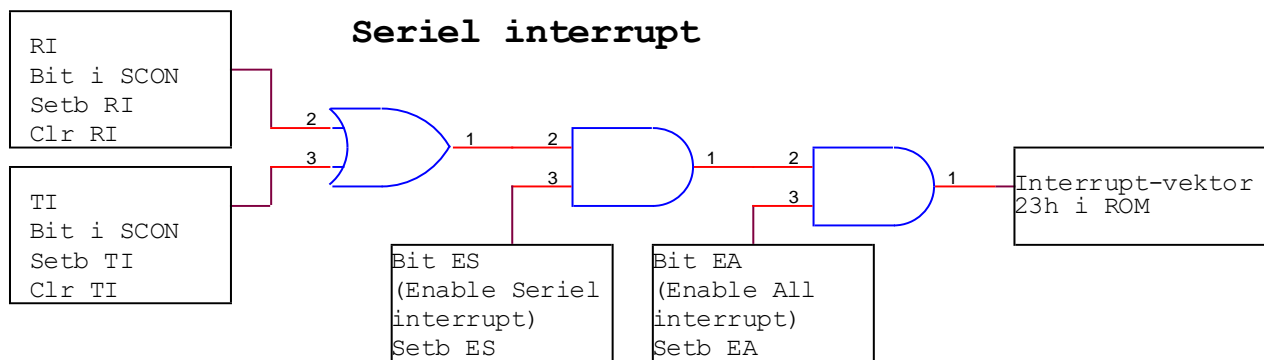 Seriel interrupt
RI
Bit i SCON
Setb RI
Clr RI
2
3
1
2
3
1
2
3
1
TI
Bit i SCON
Setb TI
Clr TI
Bit ES
(Enable Seriel
interrupt)
Setb ES
Bit EA
(Enable All
interrupt)
Setb EA
Interrupt-vektor
23h i ROM